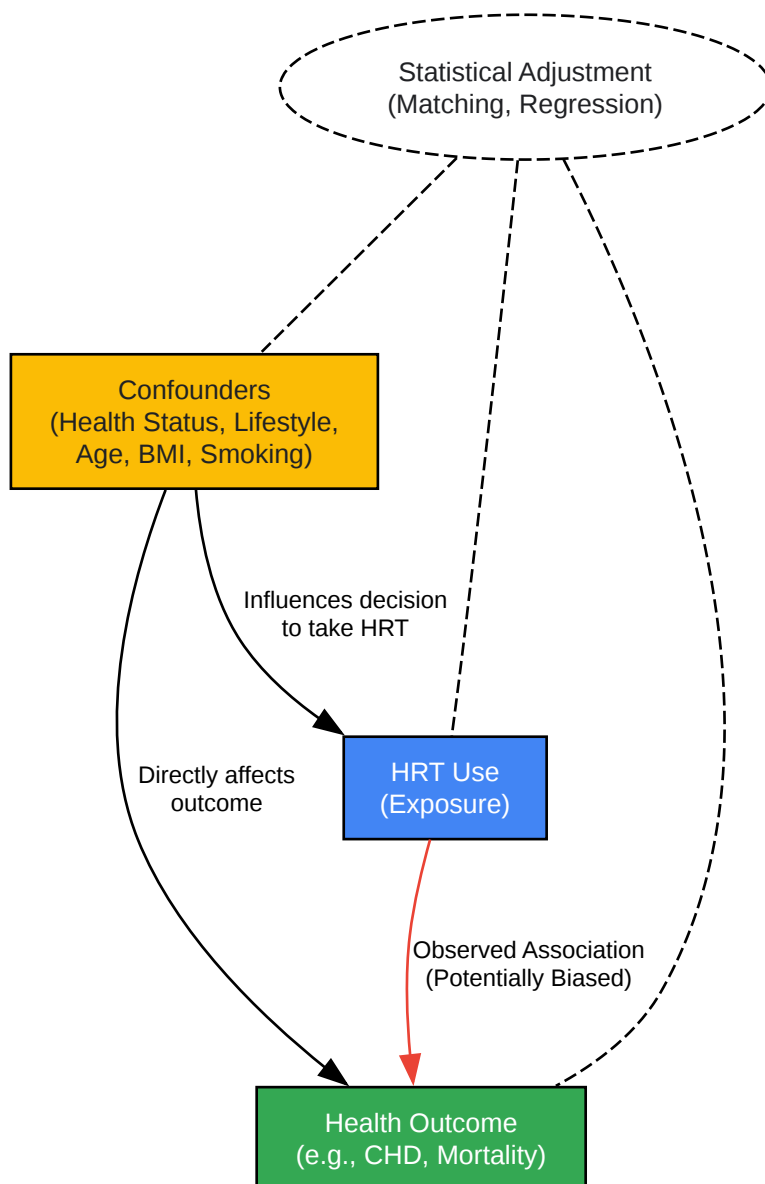 Statistical Adjustment
(Matching, Regression)
Confounders
(Health Status, Lifestyle,
Age, BMI, Smoking)
Influences decision
to take HRT
Directly affects
outcome
HRT Use
(Exposure)
Observed Association
(Potentially Biased)
Health Outcome
(e.g., CHD, Mortality)